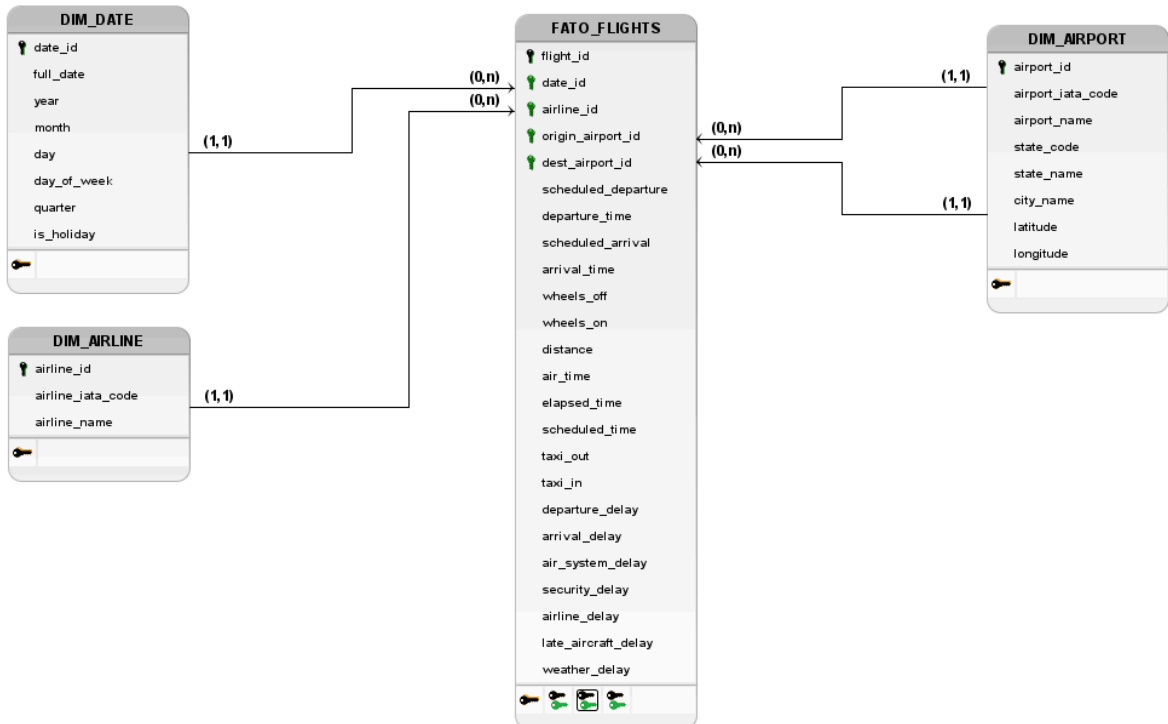 DIM_DATE
date_id
full_date
year
month
day
day_of_week
quarter
is_holiday
(1,1)
(0,n)
(0,n)
DIM_AIRLINE
airline_id
airline_iata_code
airline_name
(1,1)
FATO_FLIGHTS
flight_id
date_id
airline_id
origin_airport_id
dest_airport_id
scheduled_departure
departure_time
scheduled_arrival
arrival_time
wheels_off
wheels_on
distance
air_time
elapsed_time
scheduled_time
taxi_out
taxi_in
departure_delay
arrival_delay
air_system_delay
security_delay
airline_delay
late_aircraft_delay
weather_delay
(0,n)
(0,n)
(1,1)
(1,1)
DIM_AIRPORT
airport_id
airport_iata_code
airport_name
state_code
state_name
city_name
latitude
longitude